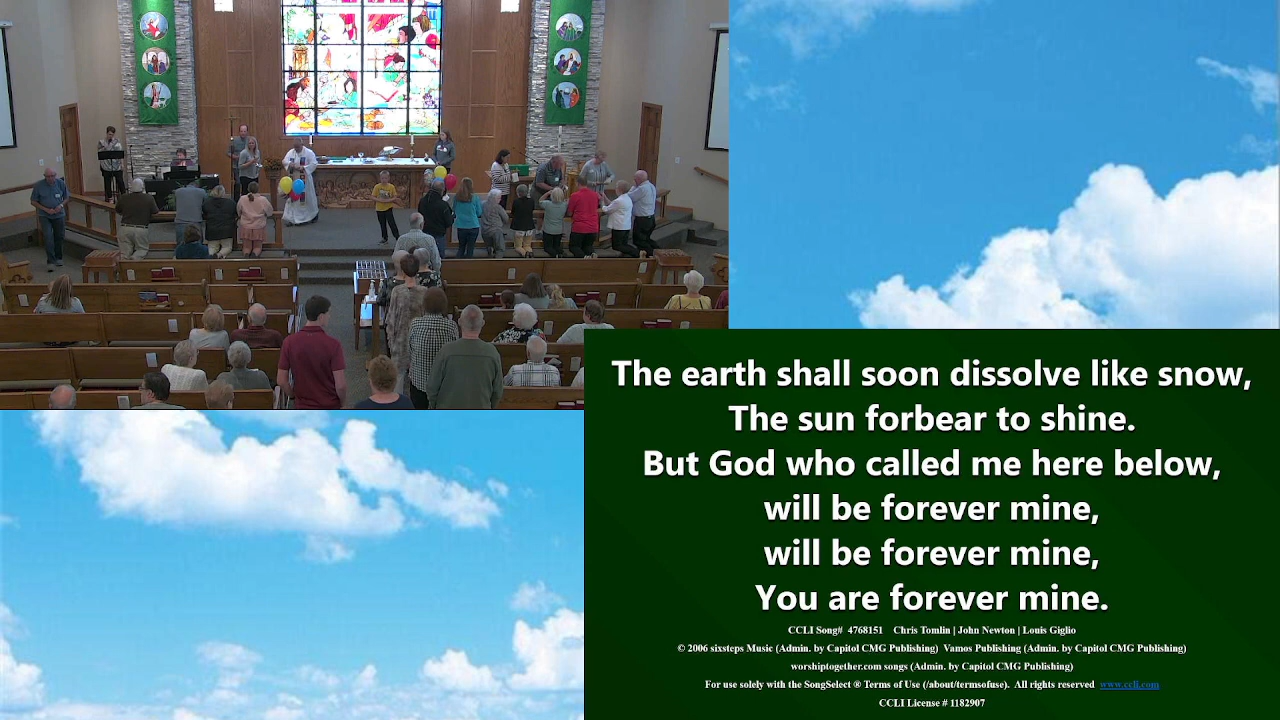 The earth shall soon dissolve like snow,
The sun forbear to shine.
But God who called me here below,
will be forever mine,
will be forever mine,
You are forever mine.
CCLI Song# 4768151 Chris Tomlin | John Newton | Louis Giglio
© 2006 sixsteps Music (Admin. by Capitol CMG Publishing) Vamos Publishing (Admin. by Capitol CMG Publishing)
worshiptogether.com songs (Admin. by Capitol CMG Publishing)
For use solely with the SongSelect ® Terms of Use (/about/termsofuse). All rights reserved www.ccli.com
CCLI License # 1182907